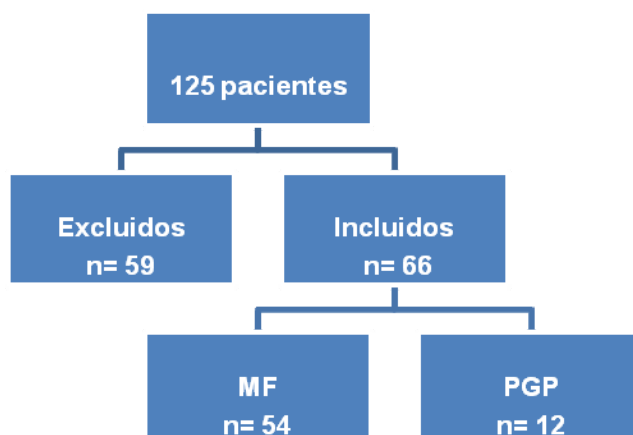 125 pacientes
Excluidos
n= 59
Incluidos
n= 66
MF
n= 54
PGP
n= 12